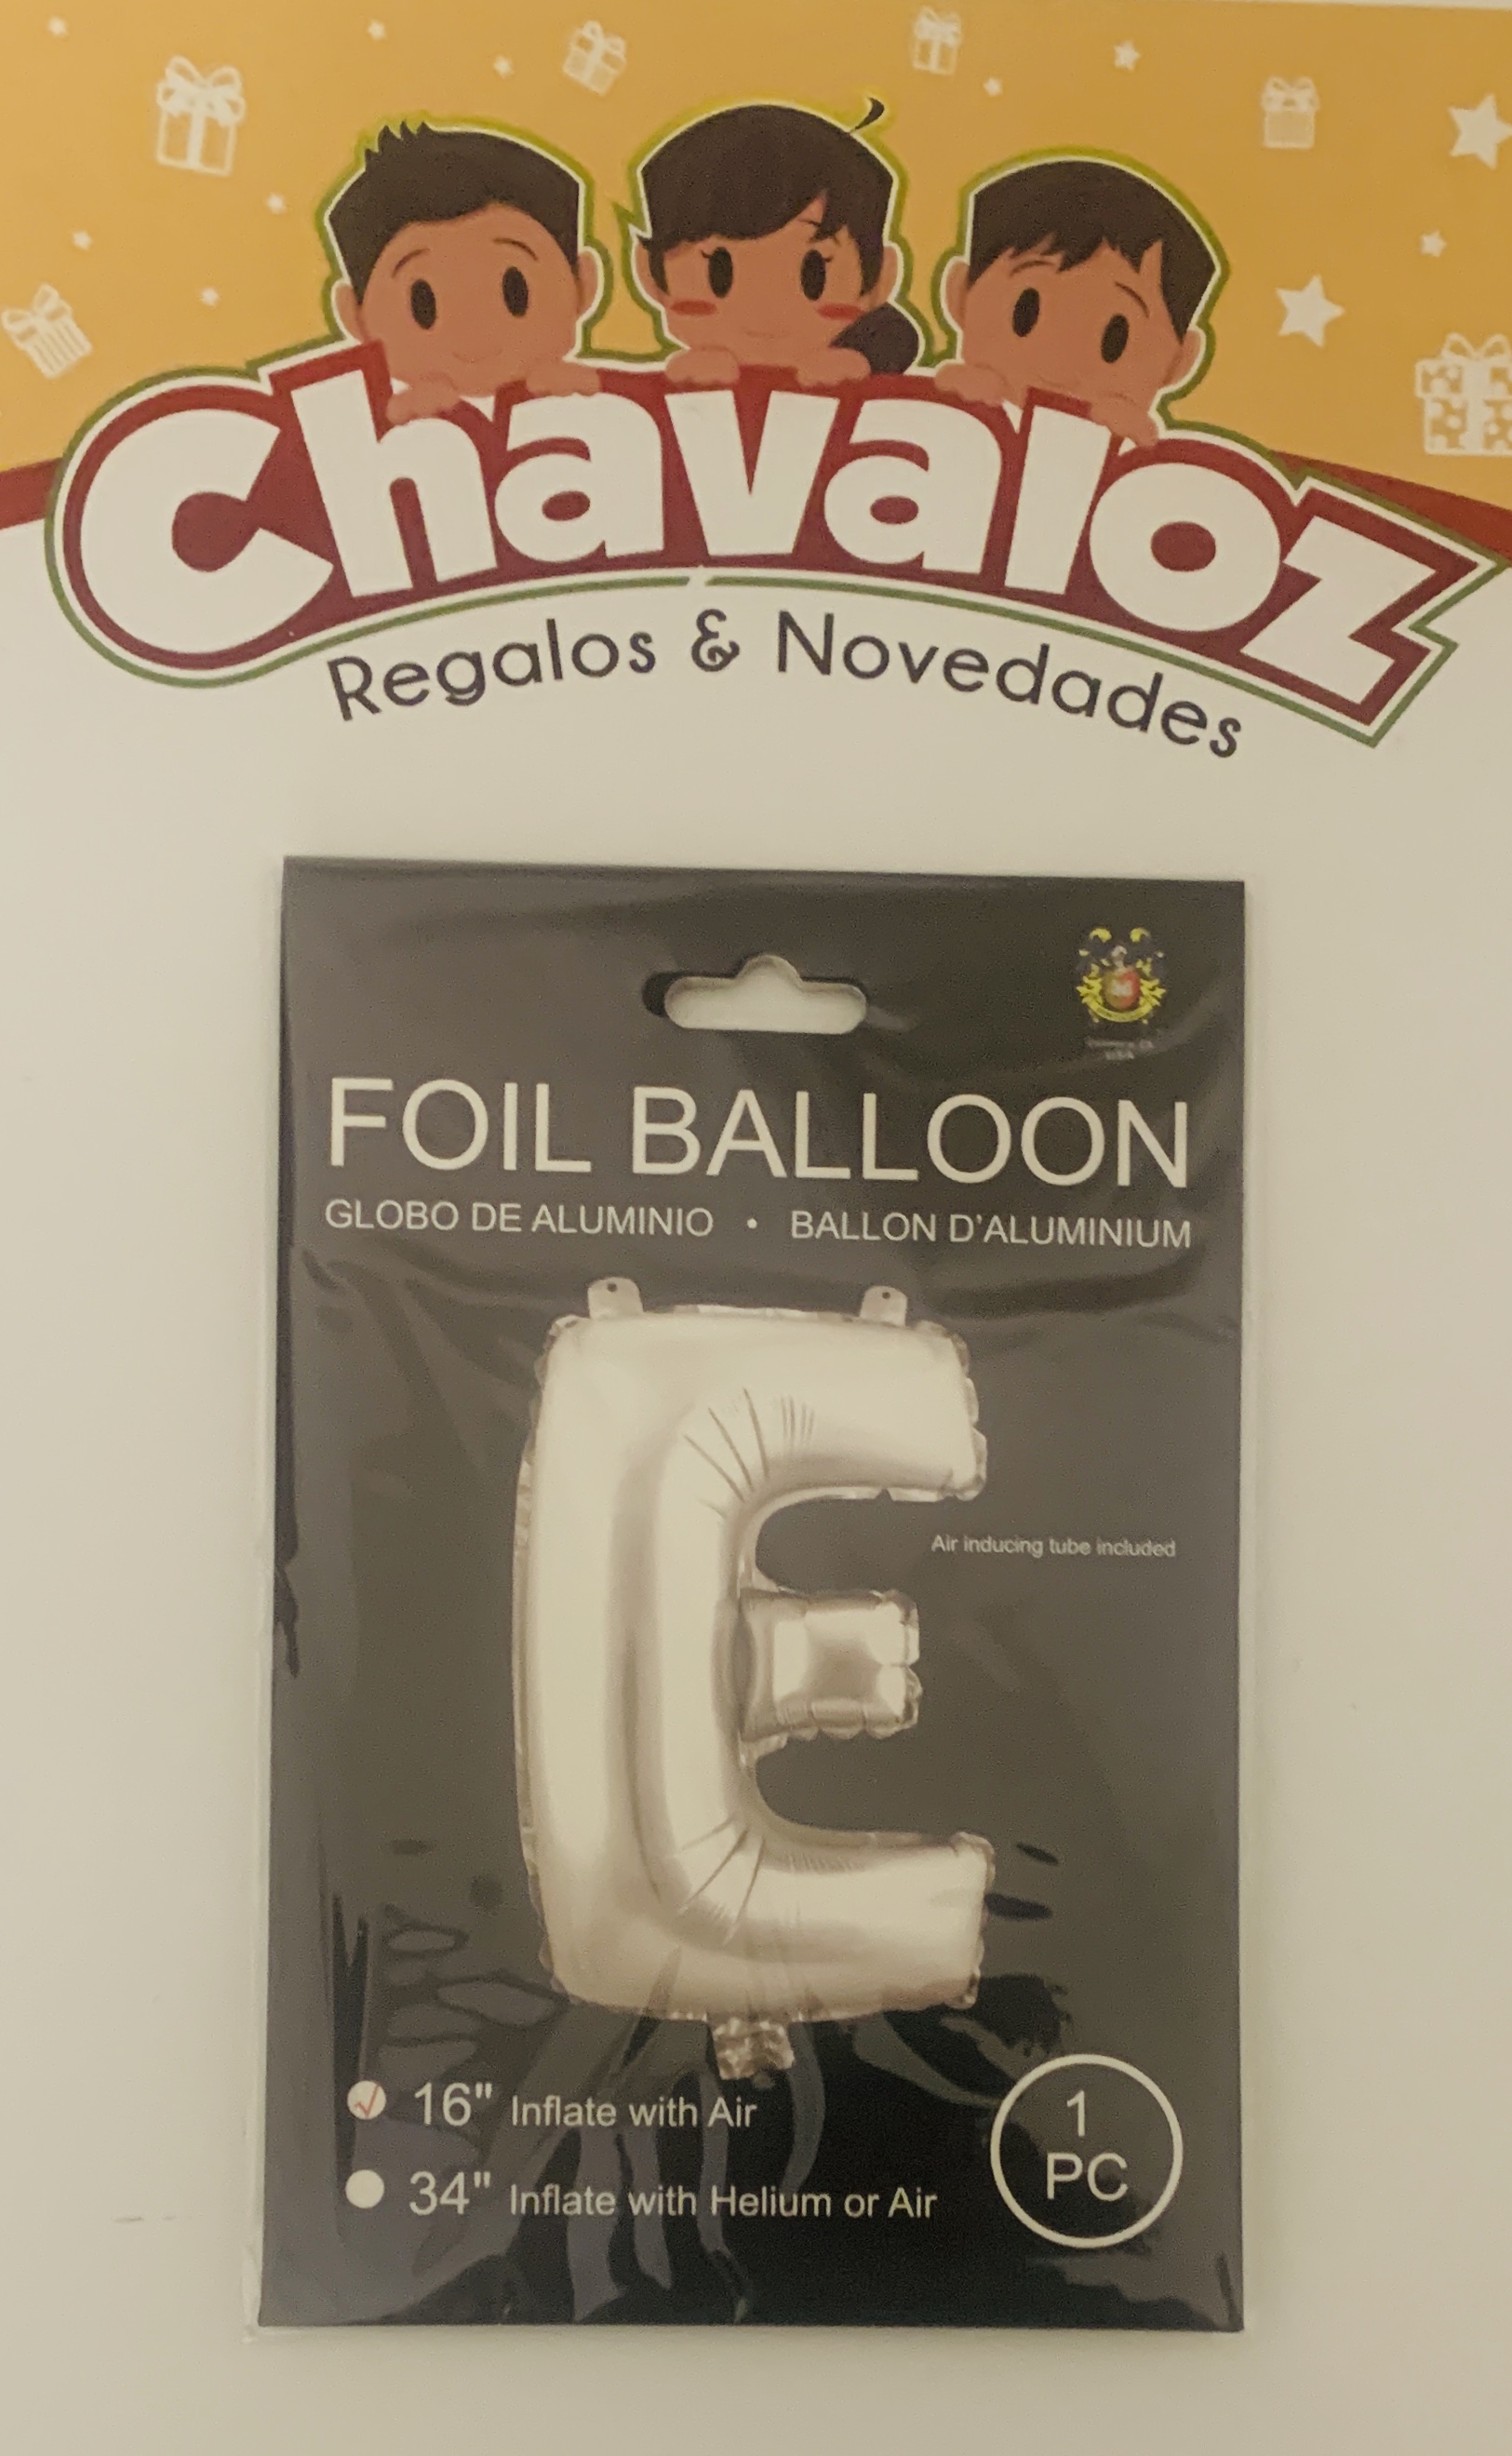 Chavaloz
Regalos & Novedades
FOIL BALLOON
GLOBO DE ALUMINIO • BALLON D'ALUMINIUM
Air inducing tube included
16" Inflate with Air
34" Inflate with Helium or Air
1
PC